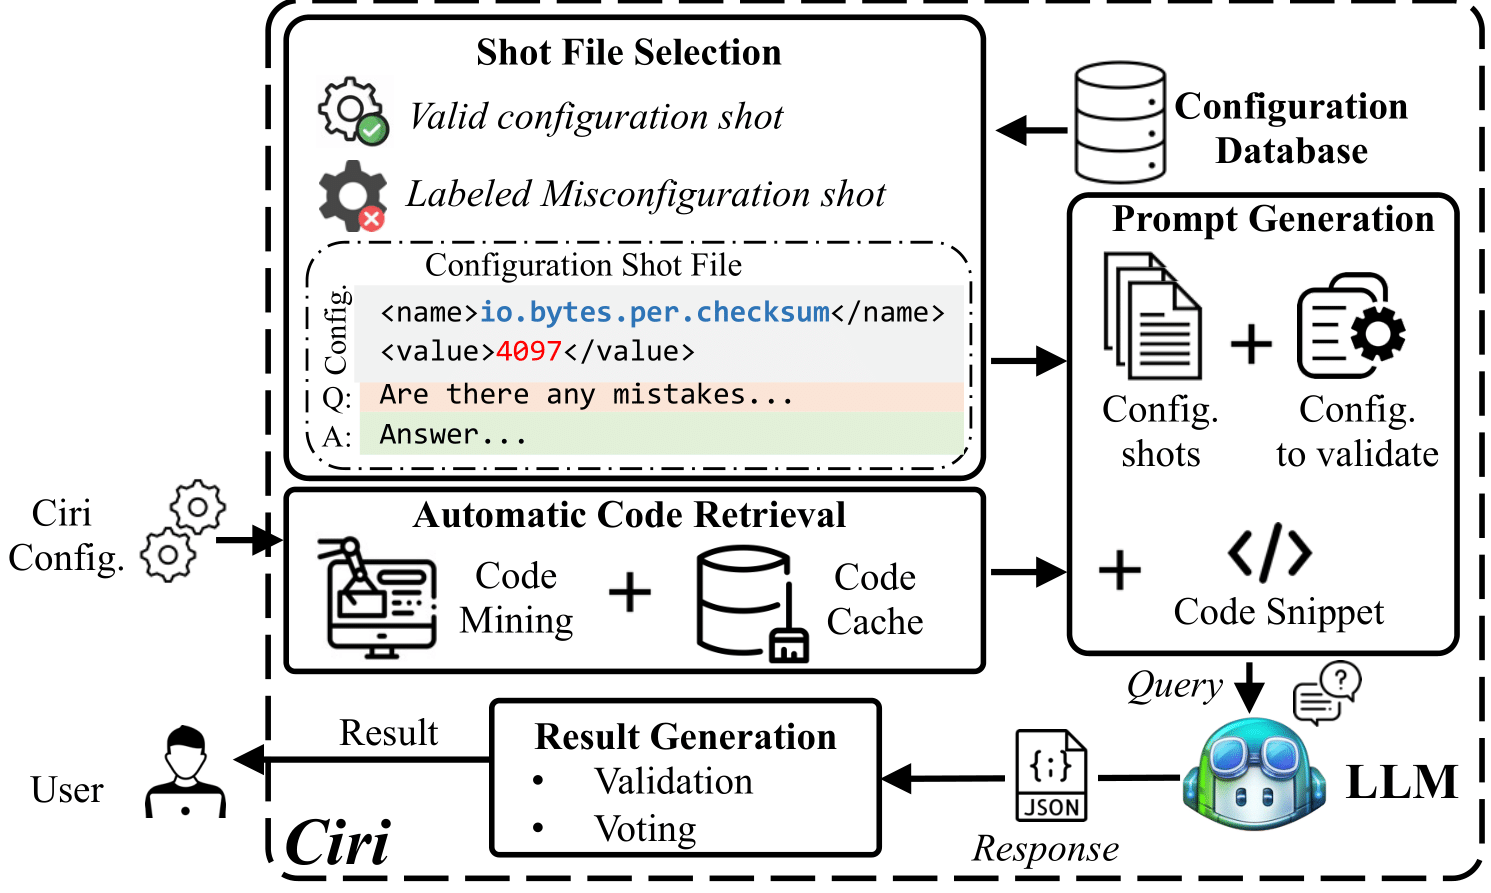 Shot File Selection
Valid configuration shot
Labeled Misconfiguration shot
Configuration Shot File
Config.
<name>io.bytes.per.checksum</name>
<value>4097</value>
Q: Are there any mistakes...
A: Answer...
Configuration
Database
Prompt Generation
Config.
shots
+
Config.
to validate
+
</>
Code Snippet
Ciri
Config.
Automatic Code Retrieval
Code
Mining
+
Code
Cache
Query
?
LLM
{;}
JSON
Response
Result Generation
• Validation
• Voting
Result
User
Ciri